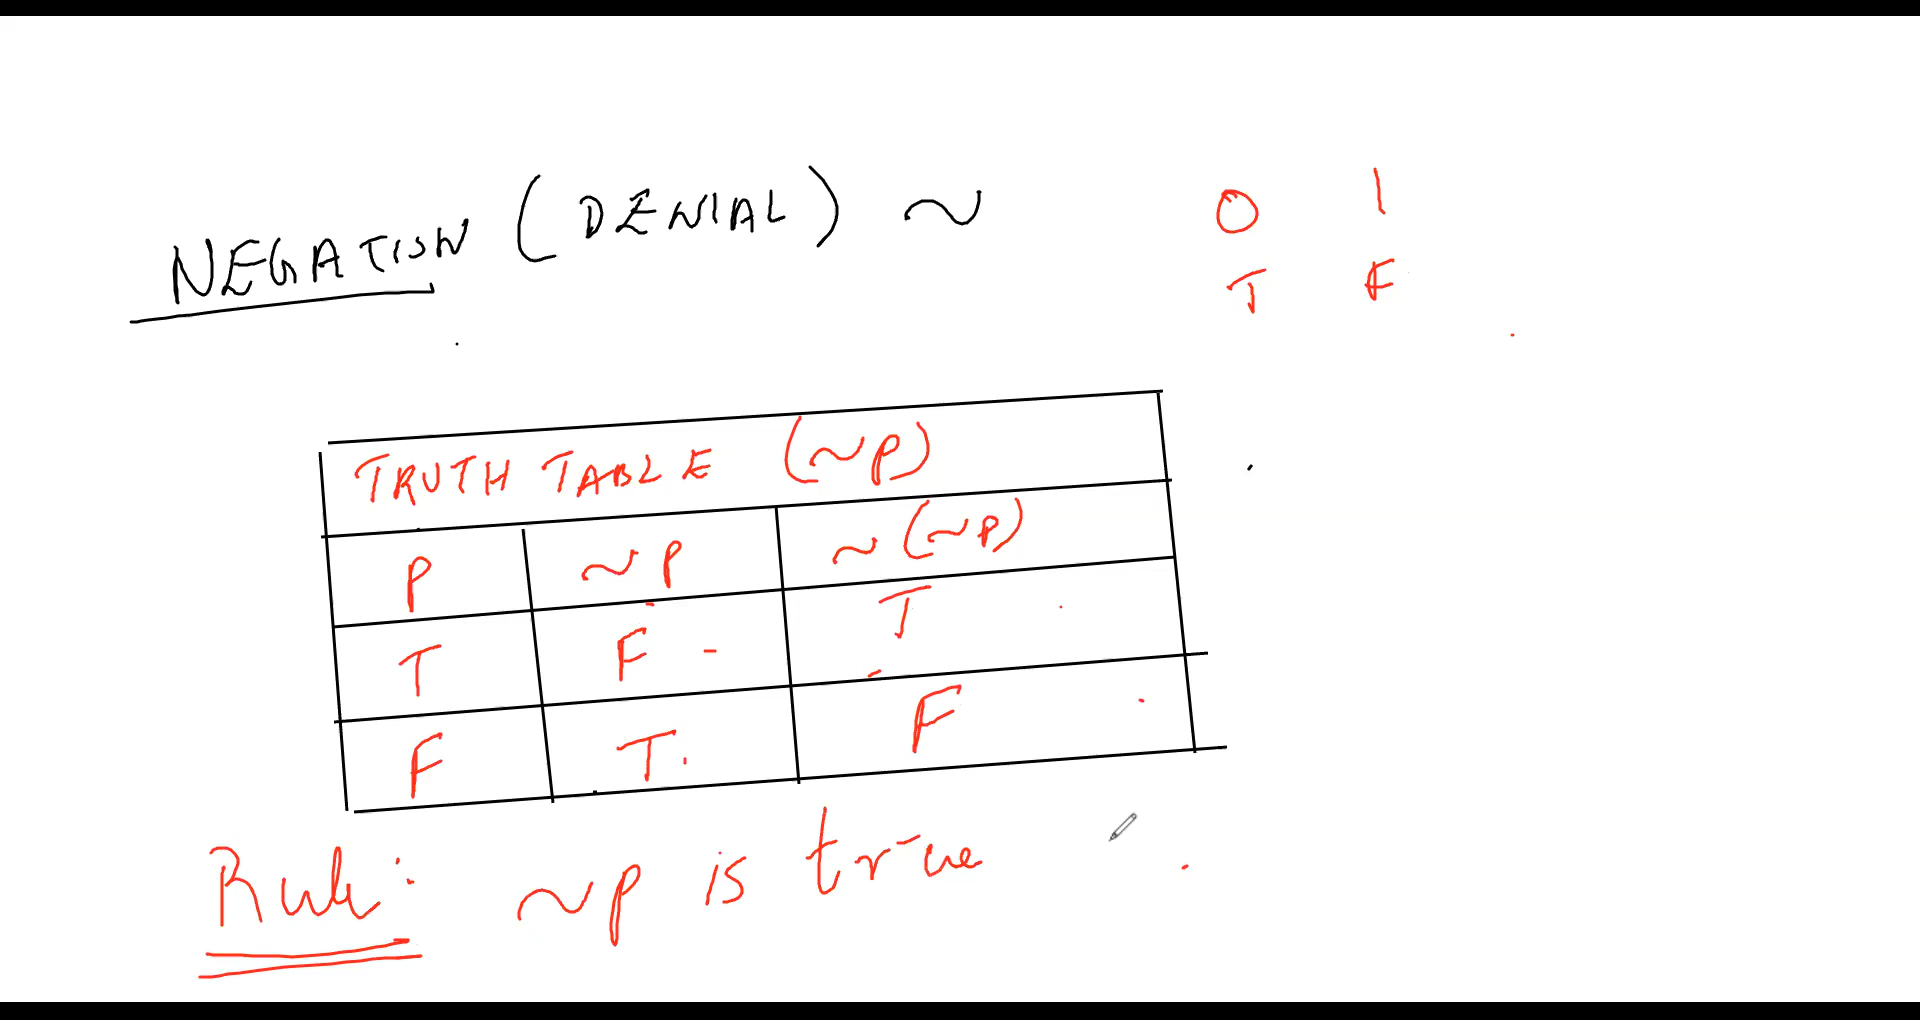 NEGATION (DENIAL) ~
0 1
T F
TRUTH TABLE (~P)
P ~P ~(~P)
T F T
F T F
Rule: ~p is true